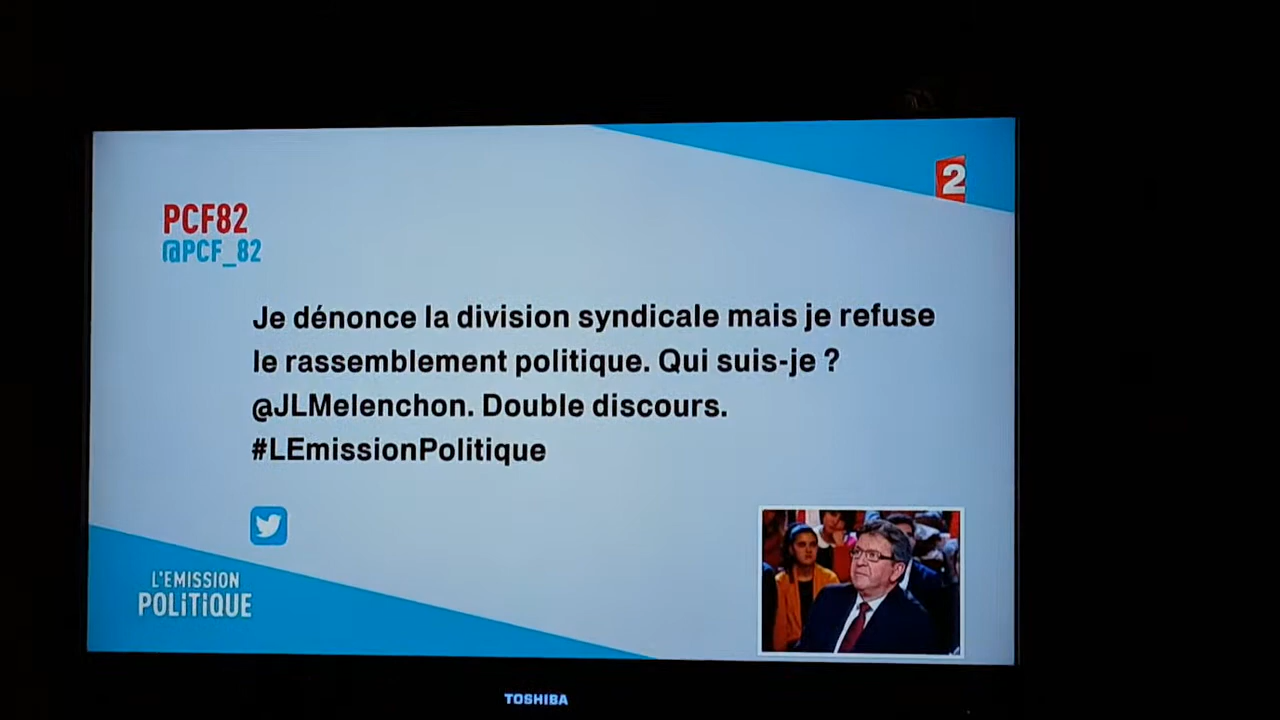 2
PCF82
@PCF_82
Je dénonce la division syndicale mais je refuse
le rassemblement politique. Qui suis-je ?
@JLMelenchon. Double discours.
#LEmissionPolitique
L'EMISSION
POLITIQUE
TOSHIBA